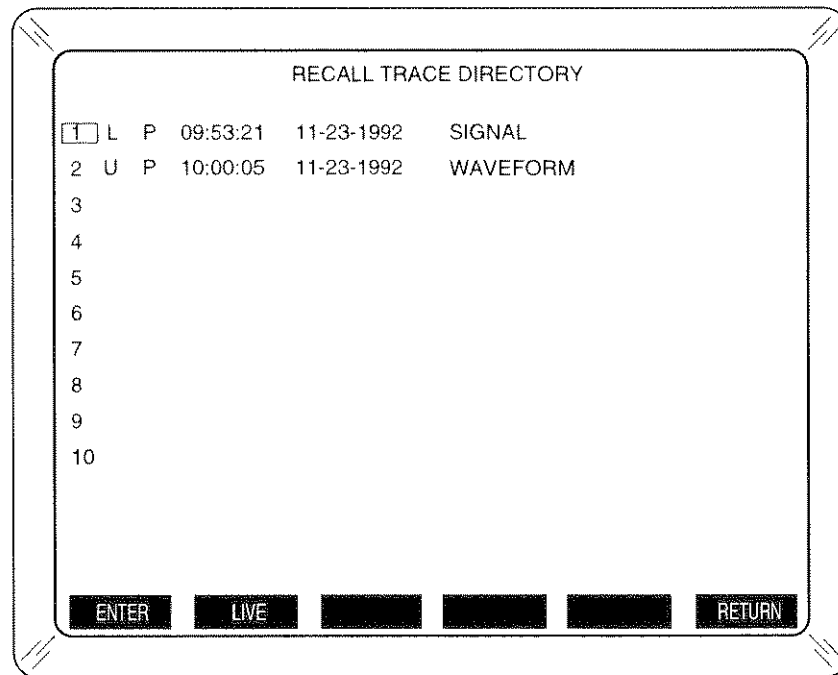 RECALL TRACE DIRECTORY
1 L P 09:53:21 11-23-1992 SIGNAL
2 U P 10:00:05 11-23-1992 WAVEFORM
3
4
5
6
7
8
9
10
ENTER LIVE RETURN